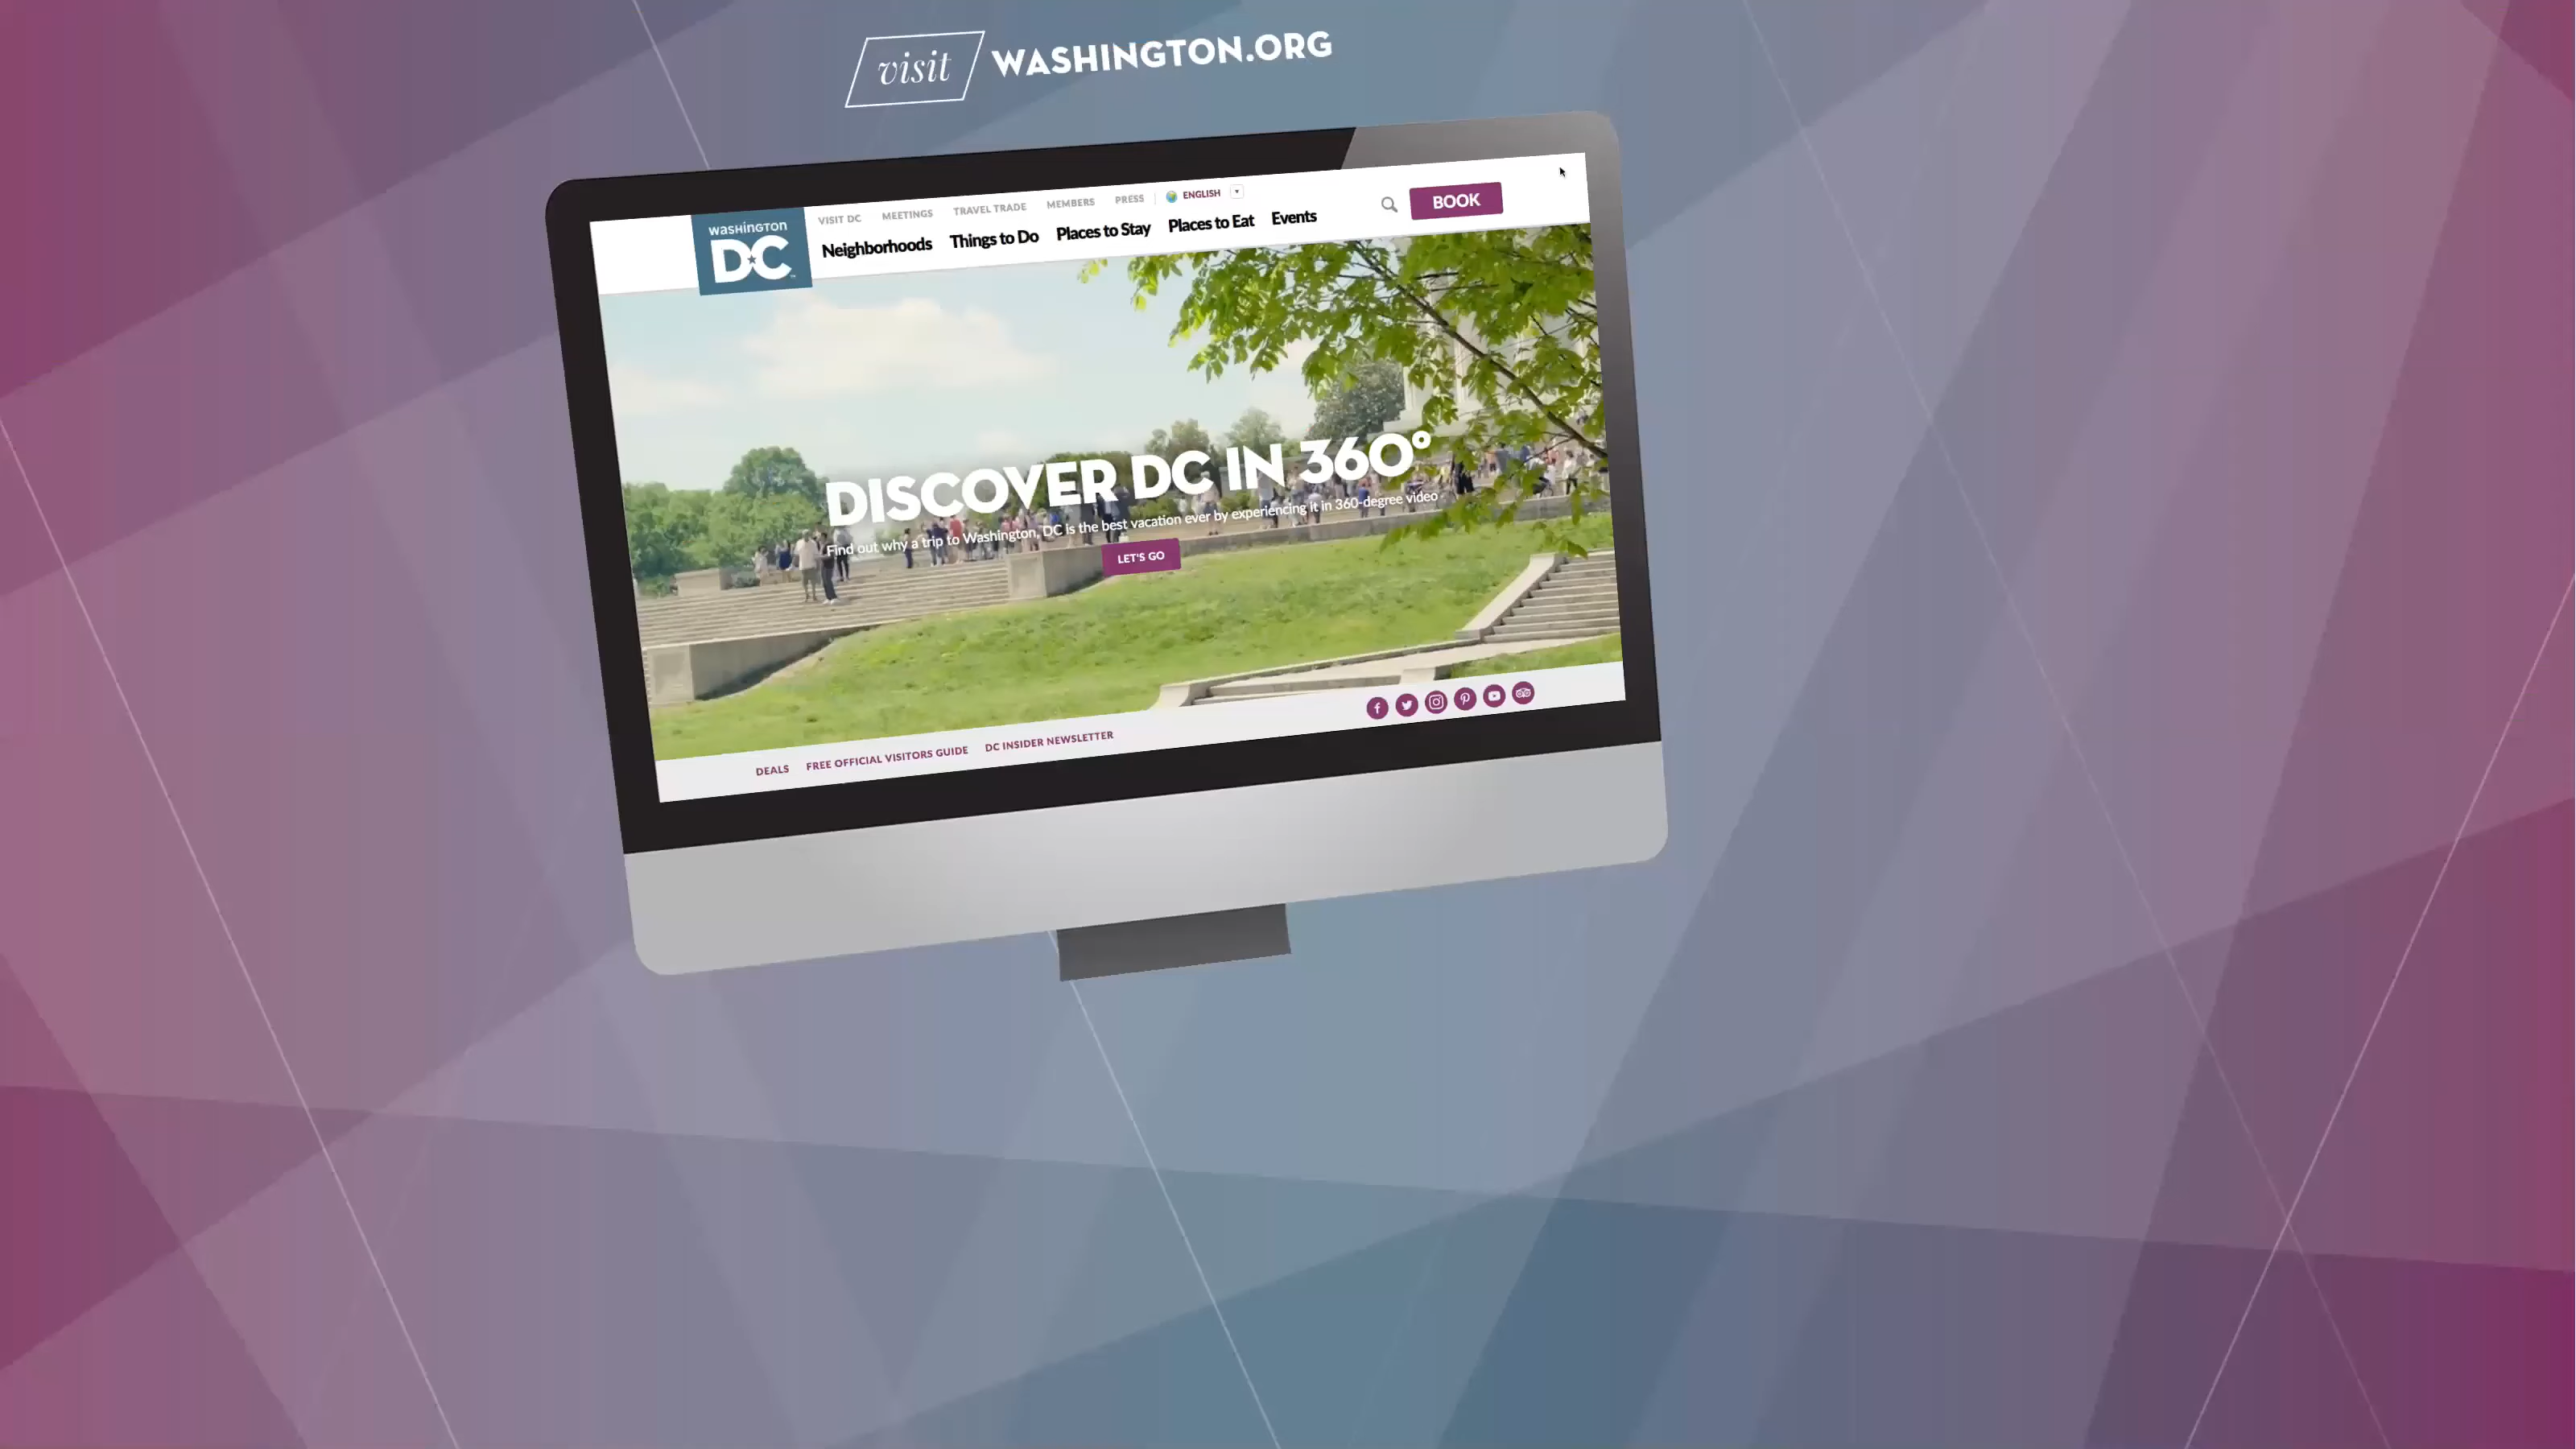 visit WASHINGTON.ORG
VISIT DC MEETINGS TRAVEL TRADE MEMBERS PRESS ENGLISH
WASHINGTON
DC
Neighborhoods Things to Do Places to Stay Places to Eat Events
BOOK
DISCOVER DC IN 360°
Find out why a trip to Washington, DC is the best vacation ever by experiencing it in 360-degree video
LET'S GO
DEALS FREE OFFICIAL VISITORS GUIDE DC INSIDER NEWSLETTER